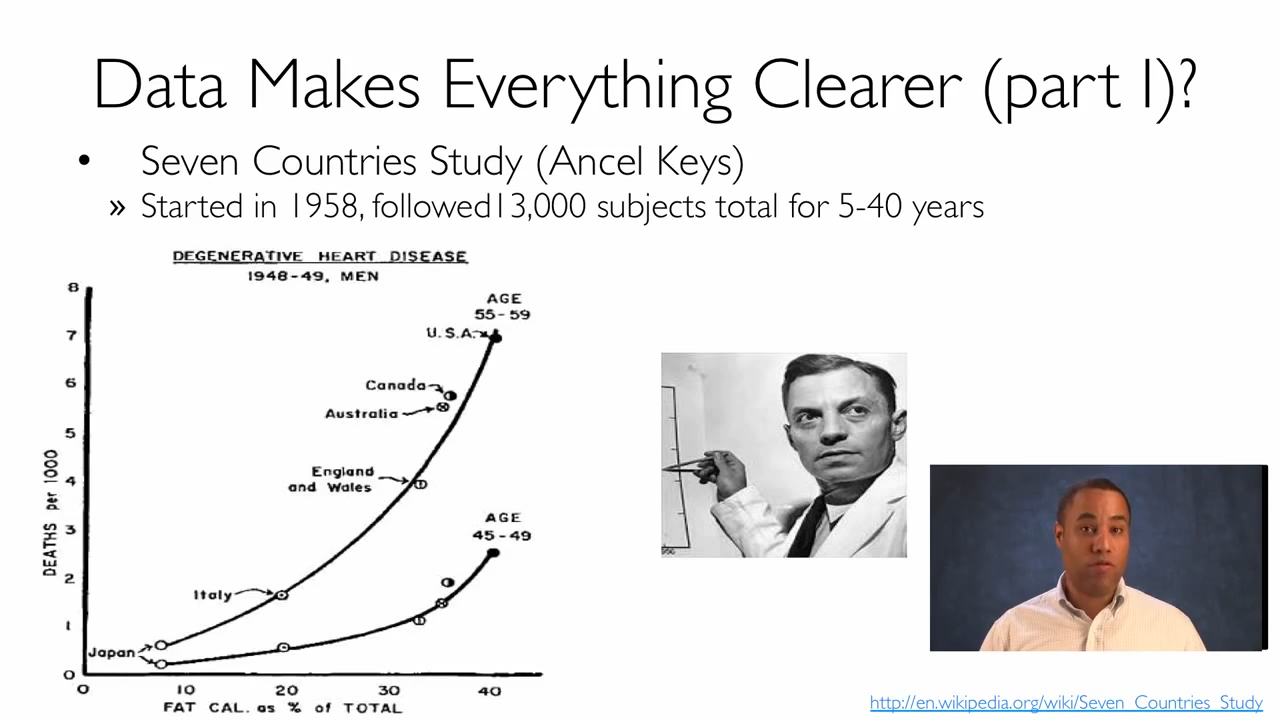 Data Makes Everything Clearer (part I)?
• Seven Countries Study (Ancel Keys)
» Started in 1958, followed13,000 subjects total for 5-40 years
DEGENERATIVE HEART DISEASE
1948-49, MEN
8
7
6
5
4
3
2
1
0
DEATHS per 1000
AGE
55-59
U.S.A.
Canada
Australia
England
and Wales
AGE
45-49
Italy
Japan
0 10 20 30 40
FAT CAL. as % of TOTAL
http://en.wikipedia.org/wiki/Seven_Countries_Study